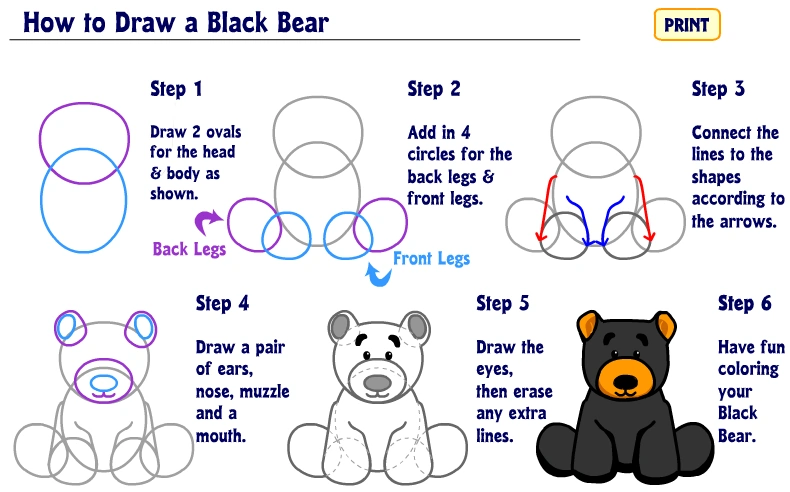 How to Draw a Black Bear
PRINT
Step 1
Draw 2 ovals
for the head
& body as
shown.
Back Legs
Step 2
Add in 4
circles for the
back legs &
front legs.
Front Legs
Step 3
Connect the
lines to the
shapes
according to
the arrows.
Step 4
Draw a pair
of ears,
nose, muzzle
and a
mouth.
Step 5
Draw the
eyes,
then erase
any extra
lines.
Step 6
Have fun
coloring
your
Black
Bear.